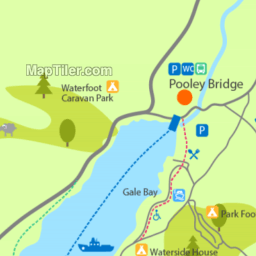 P WC
Pooley Bridge
MapTiler.com
Waterfoot
Caravan Park
P
Gale Bay
Park Foo
Waterside House